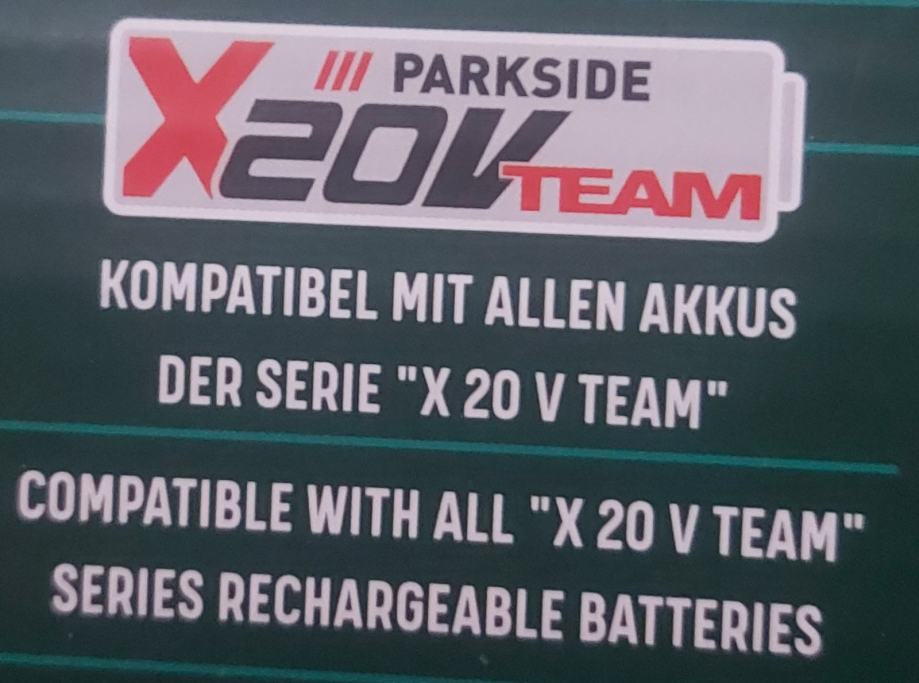 /// PARKSIDE
X20V TEAM
KOMPATIBEL MIT ALLEN AKKUS
DER SERIE "X 20 V TEAM"
COMPATIBLE WITH ALL "X 20 V TEAM"
SERIES RECHARGEABLE BATTERIES